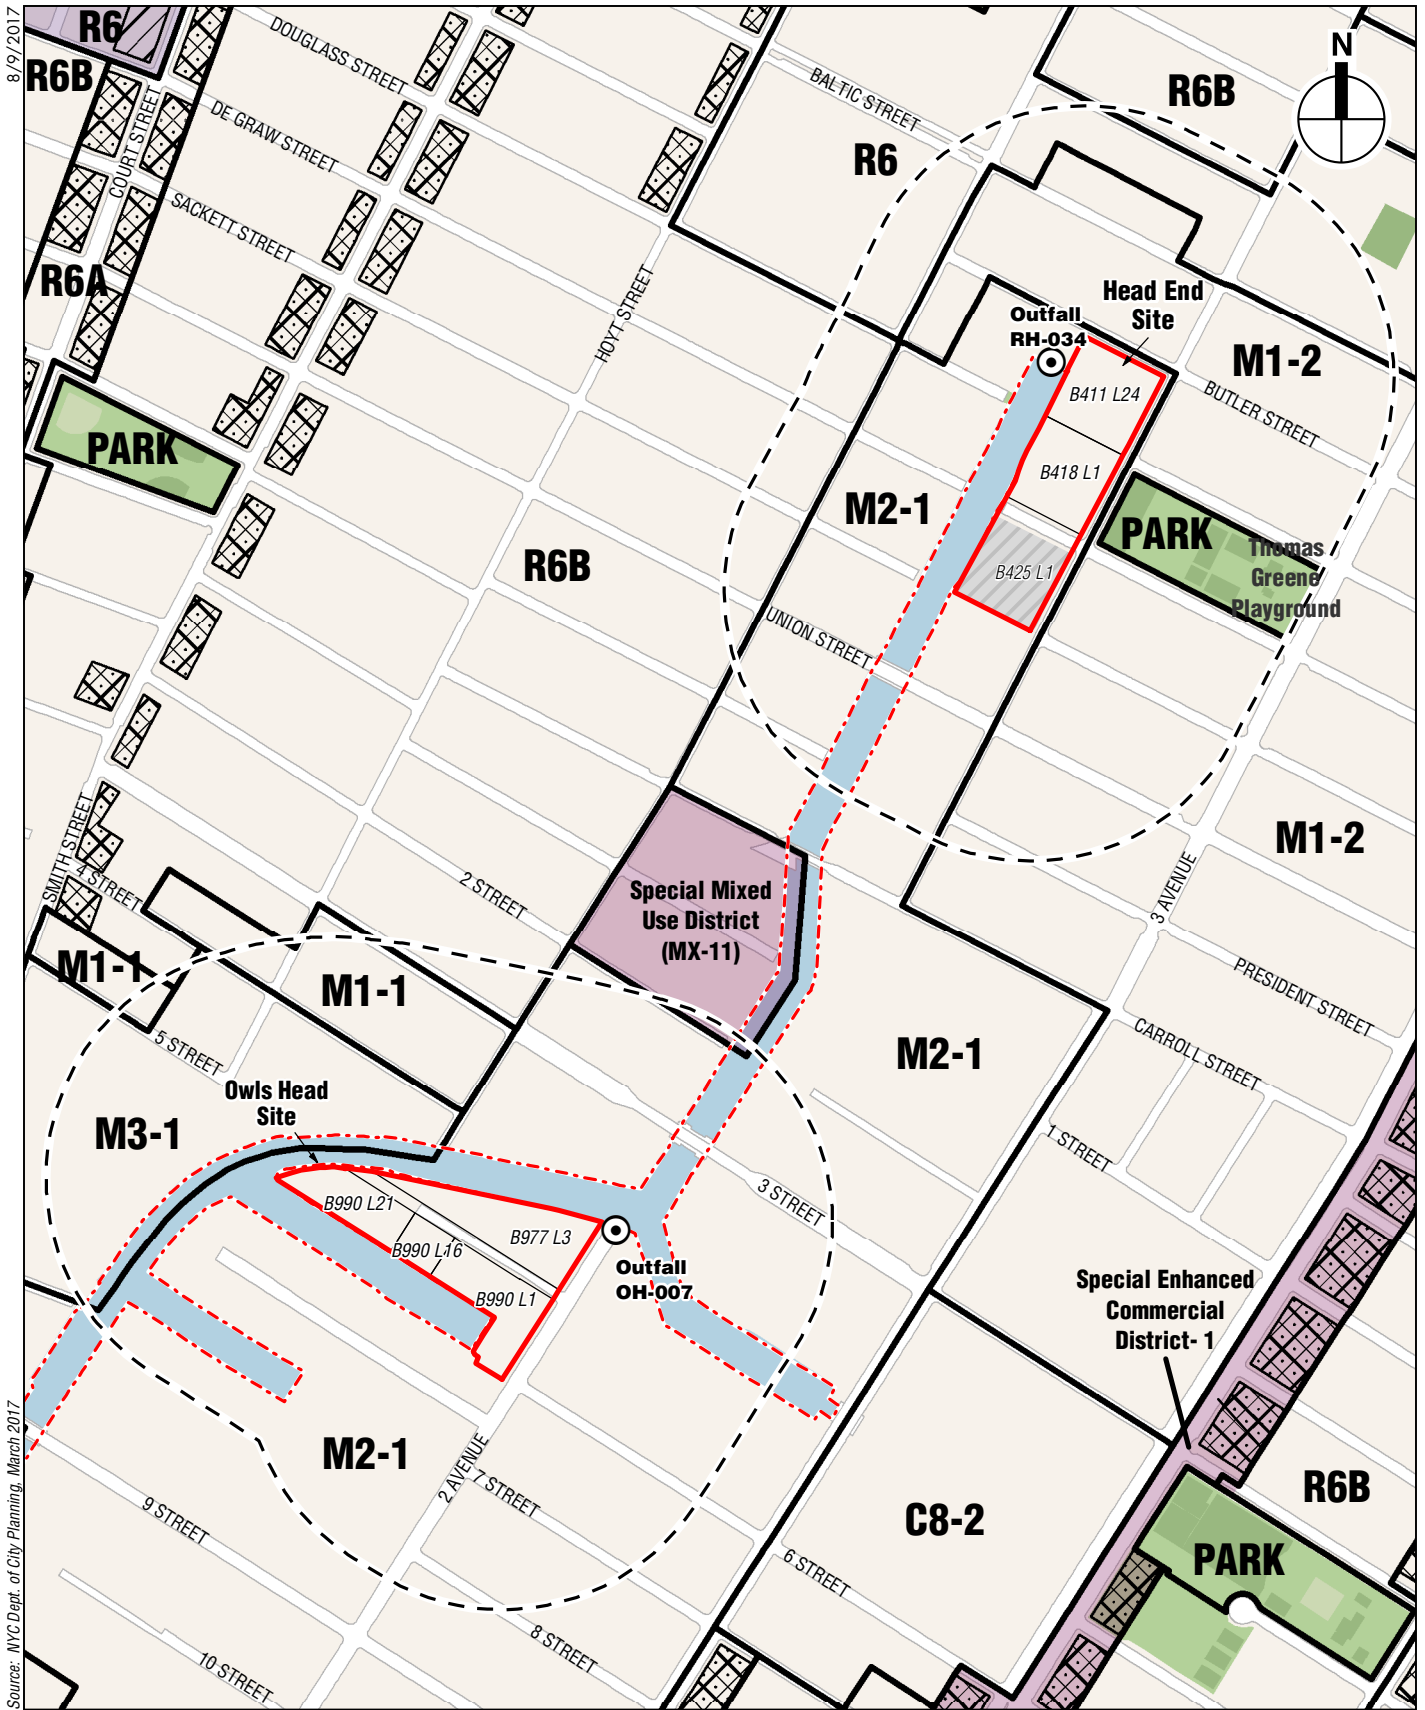 8/9/2017
R6
R6B
DOUGLASS STREET
BALTIC STREET
R6B
N
COURT STREET
DE GRAW STREET
R6
SACKETT STREET
R6A
HOYT STREET
Head End
Site
Outfall
RH-034
M1-2
B411 L24
BUTLER STREET
PARK
B418 L1
M2-1
PARK
Thomas
Greene
Playground
R6B
B425 L1
UNION STREET
SMITH STREET
4 STREET
2 STREET
Special Mixed
Use District
(MX-11)
M1-2
3 AVENUE
M1-1
M1-1
PRESIDENT STREET
5 STREET
M2-1
CARROLL STREET
Owls Head
Site
M3-1
1 STREET
B990 L21
3 STREET
B977 L3
B990 L16
B990 L1
Outfall
OH-007
Special Enhanced
Commercial
District- 1
M2-1
2 AVENUE
7 STREET
R6B
9 STREET
C8-2
6 STREET
PARK
8 STREET
10 STREET
Source: NYC Dept. of City Planning, March 2017